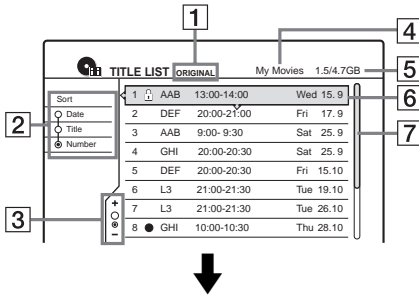 1
4
TITLE LIST ORIGINAL My Movies 1.5/4.7GB
5
Sort
Date
Title
Number
2
1 AAB 13:00-14:00 Wed 15. 9
2 DEF 20:00-21:00 Fri 17. 9
3 AAB 9:00- 9:30 Sat 25. 9
4 GHI 20:00-20:30 Sat 25. 9
5 DEF 20:00-20:30 Fri 15.10
6 L3 21:00-21:30 Tue 19.10
7 L3 21:00-21:30 Tue 26.10
8 ● GHI 10:00-10:30 Thu 28.10
6
7
3
+
−